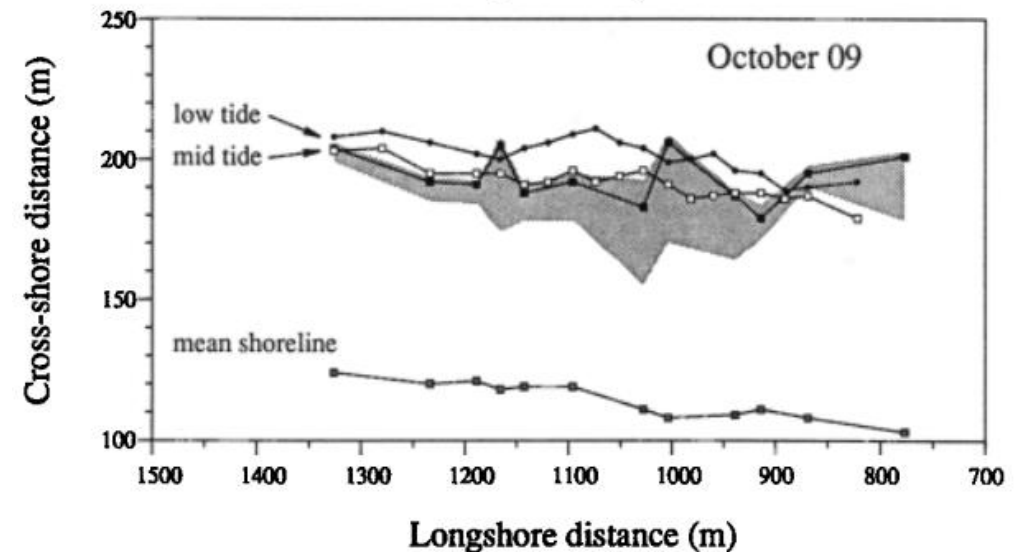 250
October 09
low tide
200
mid tide
150
mean shoreline
100
1500 1400 1300 1200 1100 1000 900 800 700
Cross-shore distance (m)
Longshore distance (m)